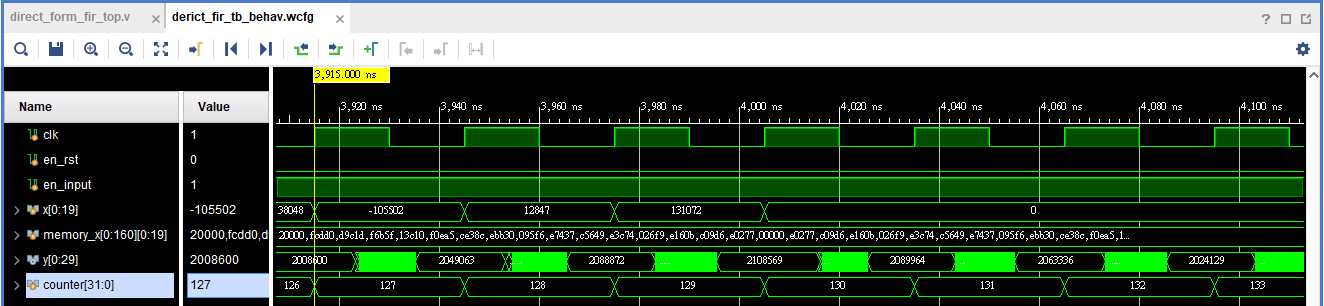 direct_form_fir_top.v × derict_fir_tb_behav.wcfg × ?
3,915.000 ns
Name Value 3,920 ns 3,940 ns 3,960 ns 3,980 ns 4,000 ns 4,020 ns 4,040 ns 4,060 ns 4,080 ns 4,100 ns
clk 1
en_rst 0
en_input 1
x[0:19] -105502 38048 -105502 12847 131072 0
memory_x[0:160][0:19] 20000,fcdd0,d 20000,fcdd0,d9c1d,f6b5f,13c10,f0ea5,ce38c,ebb30,095f6,e7437,c5649,e3c74,026f9,e160b,c09d6,e0277,00000,e0277,c09d6,e160b,026f9,e3c74,c5649,e7437,095f6,ebb30,ce38c,f0ea5,1...
y[0:29] 2008600 2008600 2049063 ... 2088872 ... 2108569 ... 2089964 ... 2063336 ... 2024129 ...
counter[31:0] 127 126 127 128 129 130 131 132 133